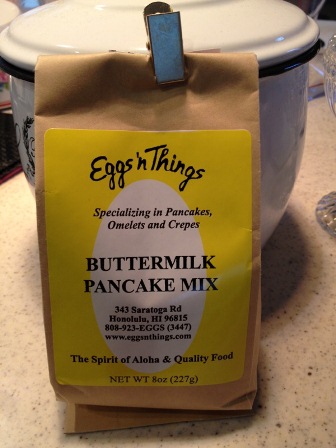 Eggs 'n Things
Specializing in Pancakes,
Omelets and Crepes
BUTTERMILK
PANCAKE MIX
343 Saratoga Rd
Honolulu, HI 96815
808-923-EGGS (3447)
www.eggsnthings.com
The Spirit of Aloha & Quality Food
NET WT 8oz (227g)